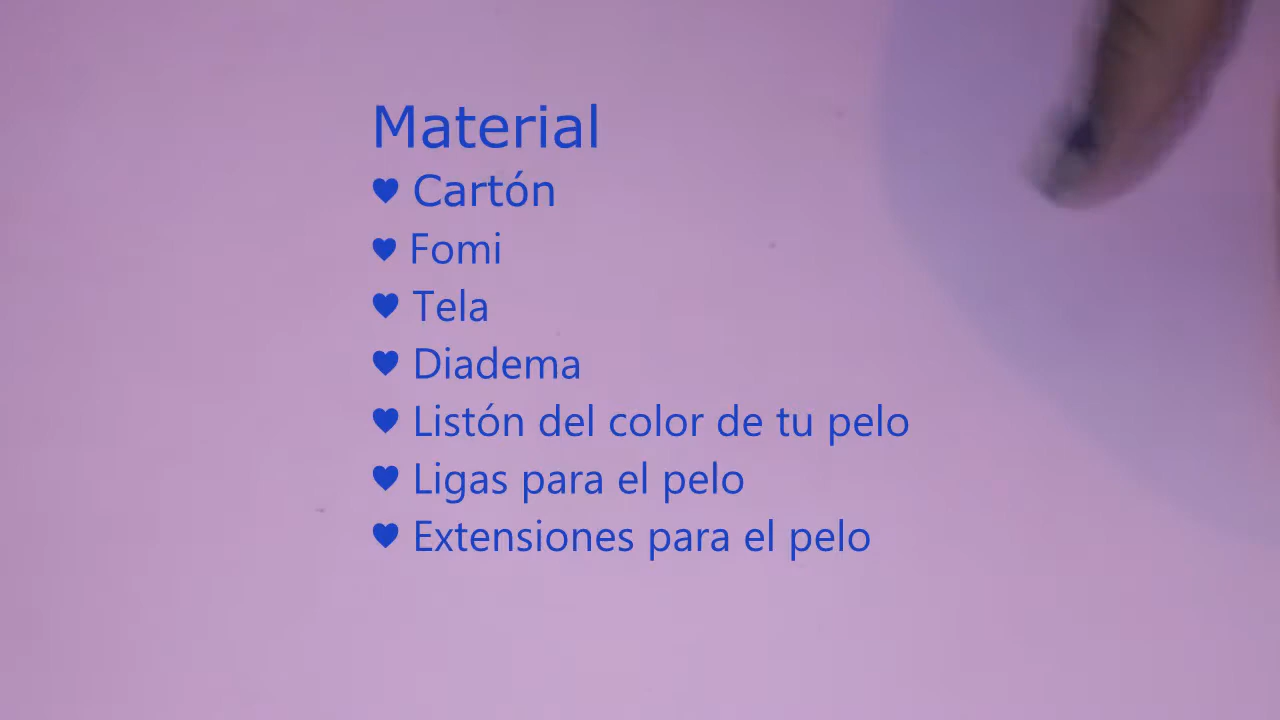 Material
♥ Cartón
♥ Fomi
♥ Tela
♥ Diadema
♥ Listón del color de tu pelo
♥ Ligas para el pelo
♥ Extensiones para el pelo